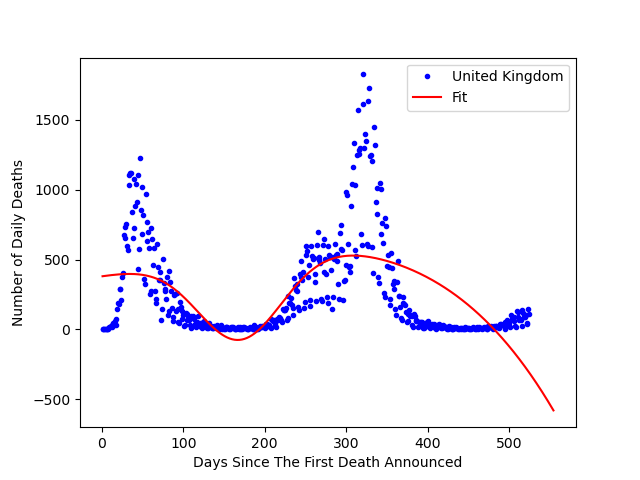 United Kingdom
Fit
Number of Daily Deaths
1500
1000
500
0
−500
0 100 200 300 400 500
Days Since The First Death Announced